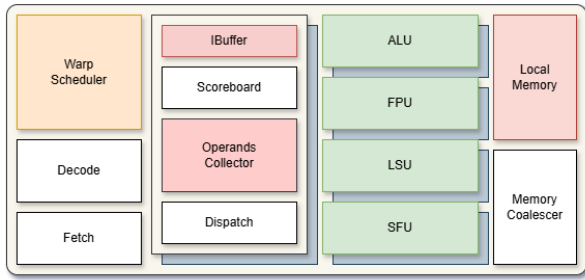 Warp
Scheduler
Decode
Fetch
IBuffer
Scoreboard
Operands
Collector
Dispatch
ALU
FPU
LSU
SFU
Local
Memory
Memory
Coalescer